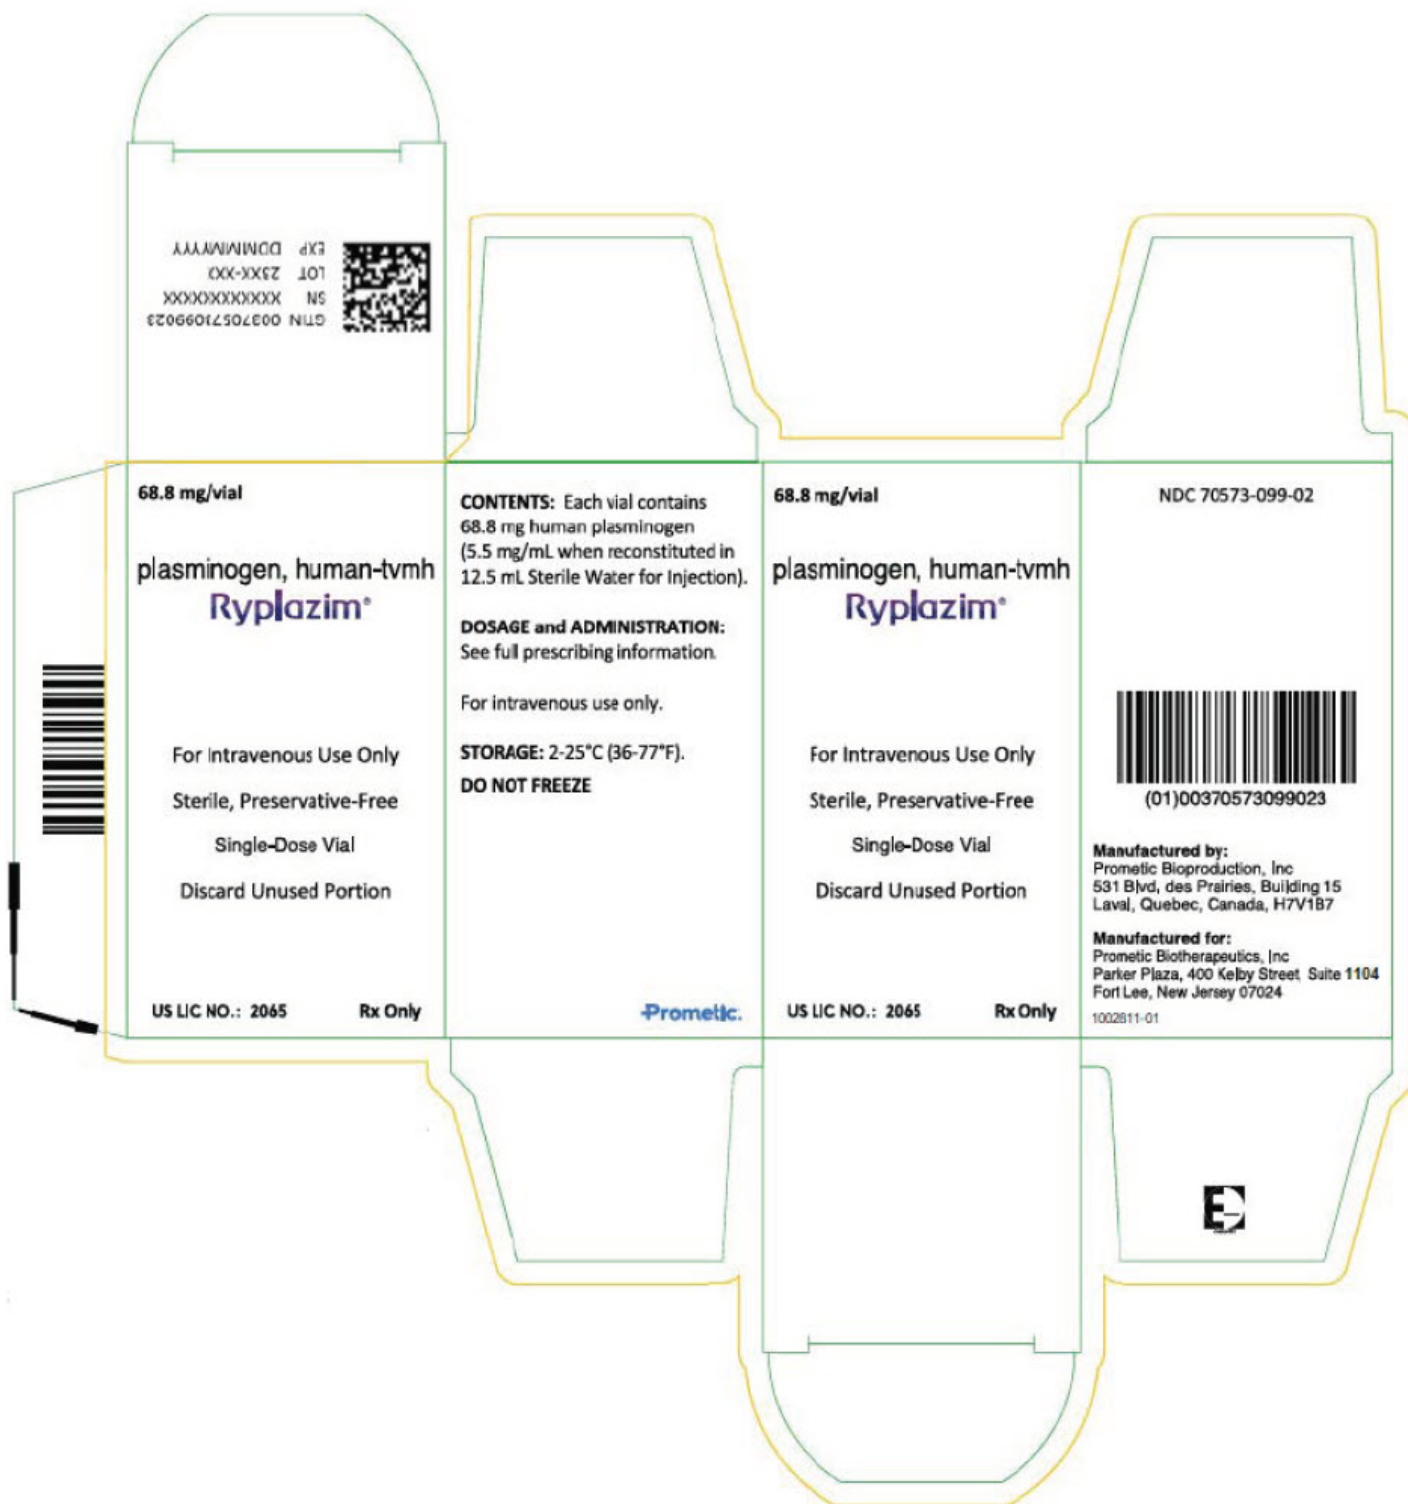 GTIN 00370573099023
SN XXXXXXXXXXXX
LOT 23XX-XXX
EXP DDMMMYYYY
68.8 mg/vial
plasminogen, human-tvmh
Ryplazim®
For Intravenous Use Only
Sterile, Preservative-Free
Single-Dose Vial
Discard Unused Portion
US LIC NO.: 2065 Rx Only
CONTENTS: Each vial contains
68.8 mg human plasminogen
(5.5 mg/mL when reconstituted in
12.5 mL Sterile Water for Injection).
DOSAGE and ADMINISTRATION:
See full prescribing information.
For intravenous use only.
STORAGE: 2-25°C (36-77°F).
DO NOT FREEZE
Prometic.
68.8 mg/vial
plasminogen, human-tvmh
Ryplazim®
For Intravenous Use Only
Sterile, Preservative-Free
Single-Dose Vial
Discard Unused Portion
US LIC NO.: 2065 Rx Only
NDC 70573-099-02
(01)00370573099023
Manufactured by:
Prometic Bioproduction, Inc
531 Blvd, des Prairies, Building 15
Laval, Quebec, Canada, H7V1B7
Manufactured for:
Prometic Biotherapeutics, Inc
Parker Plaza, 400 Kelby Street, Suite 1104
Fort Lee, New Jersey 07024
1002811-01
E